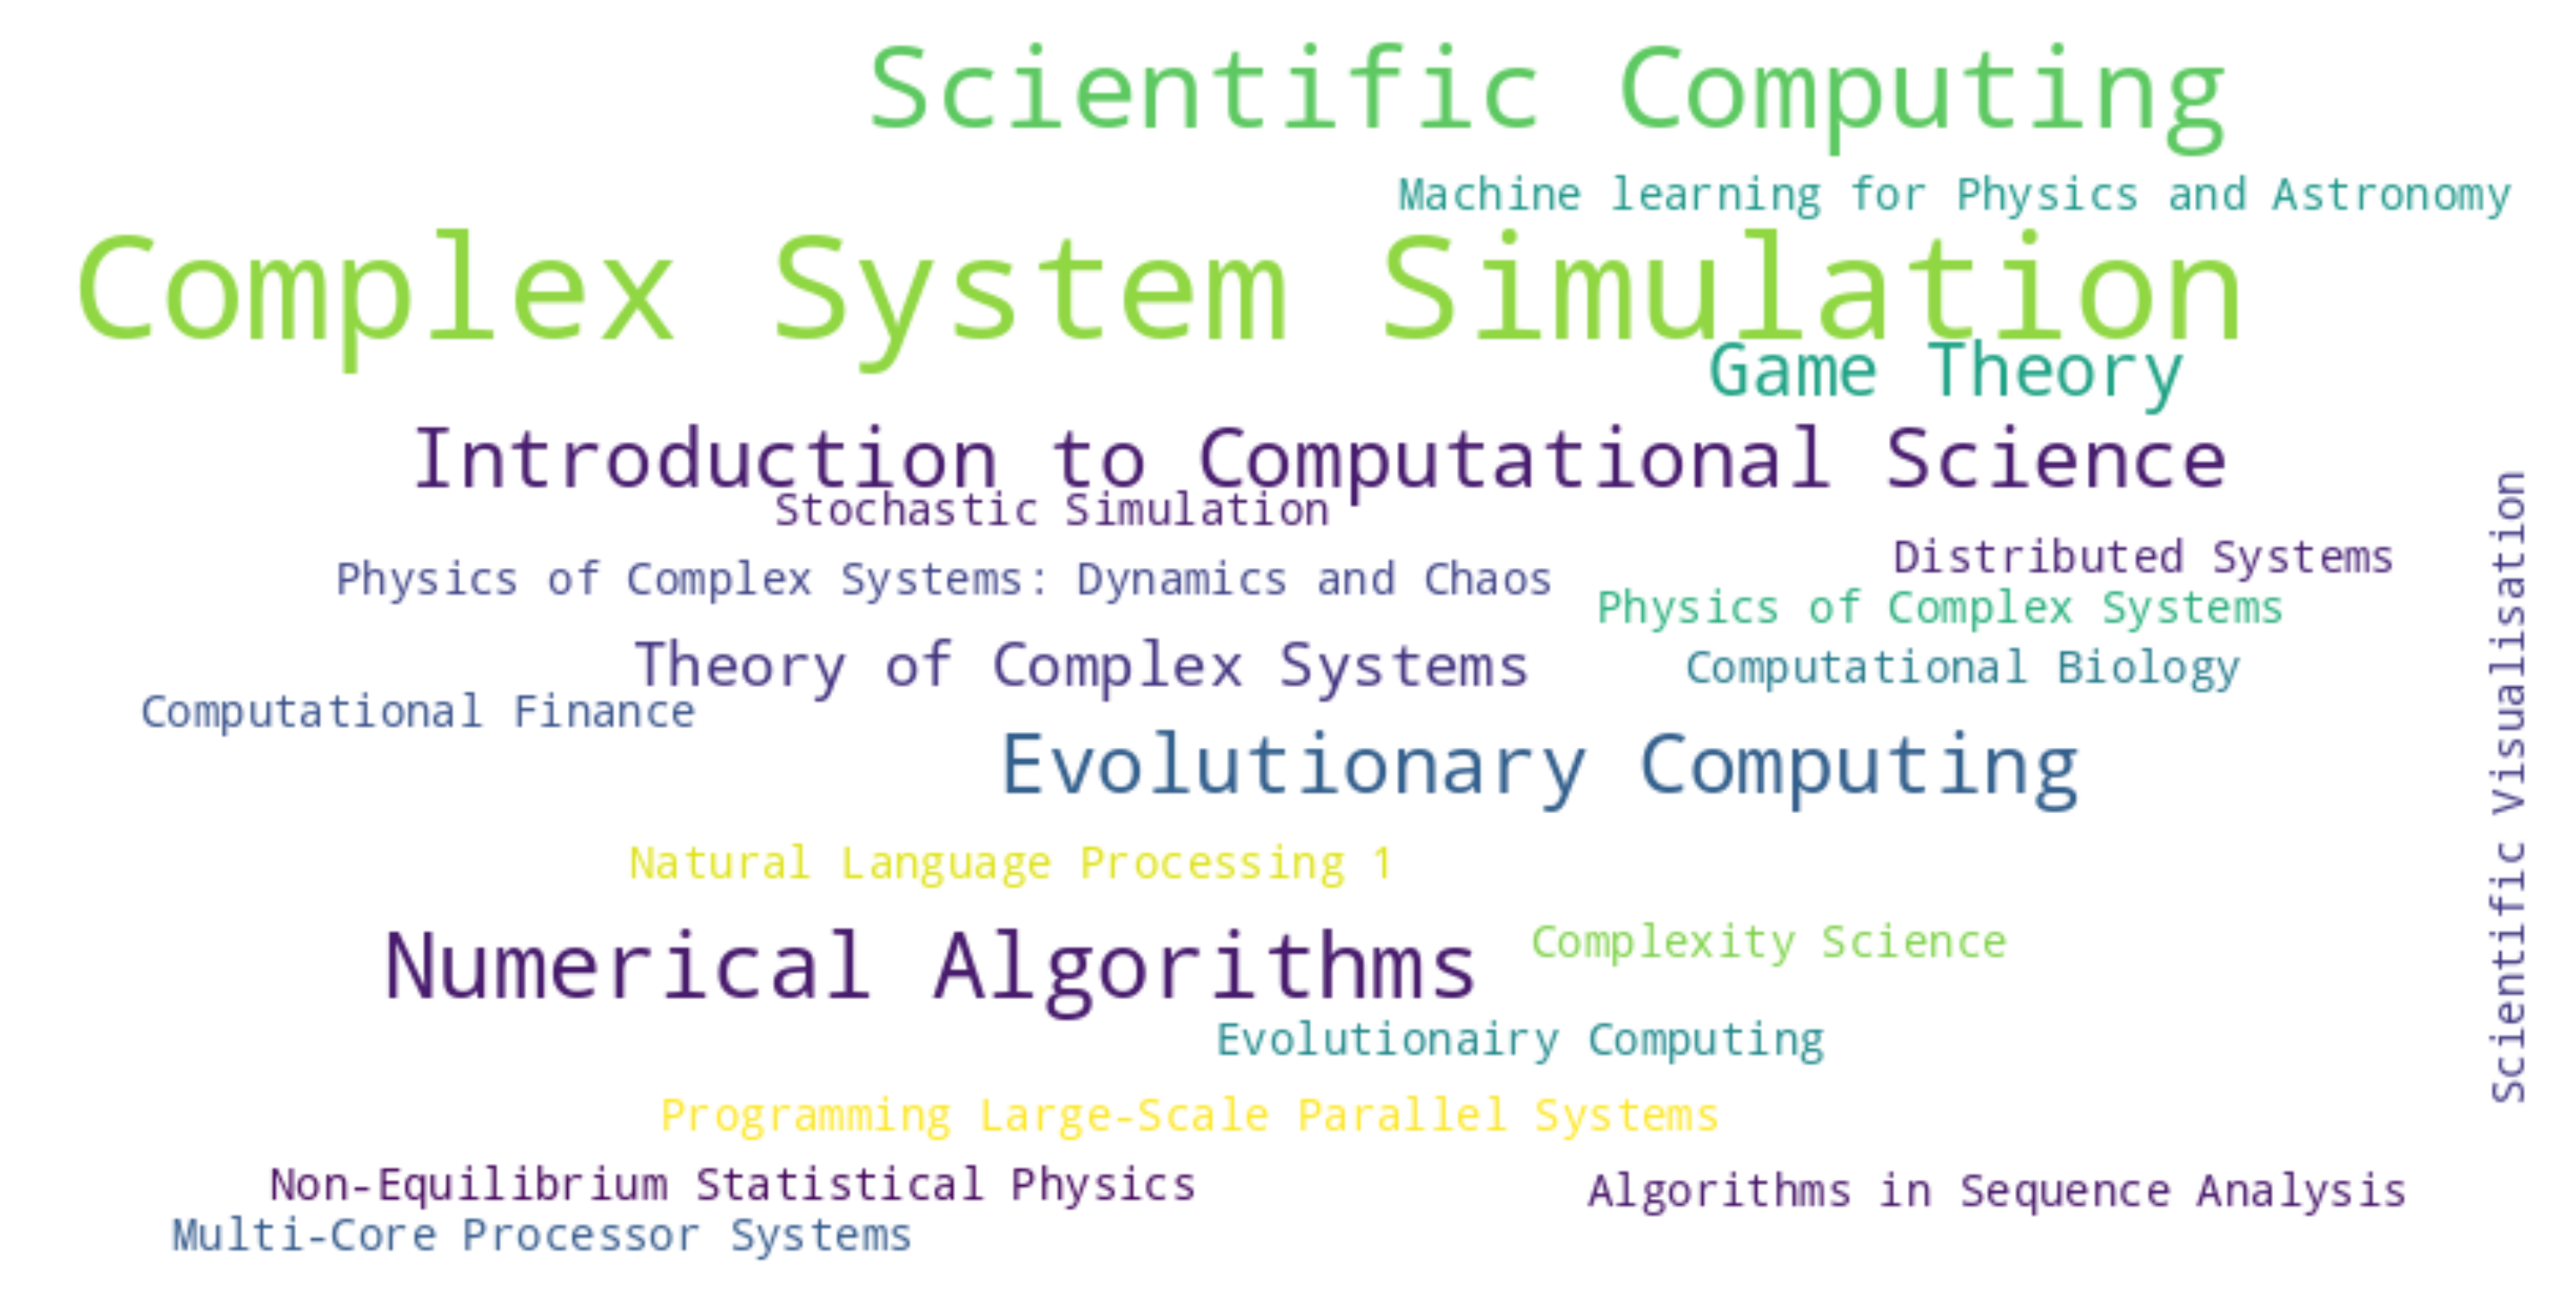 Scientific Computing
Machine learning for Physics and Astronomy
Complex System Simulation
Game Theory
Introduction to Computational Science
Stochastic Simulation
Distributed Systems
Physics of Complex Systems: Dynamics and Chaos
Physics of Complex Systems
Theory of Complex Systems
Computational Biology
Computational Finance
Evolutionary Computing
Scientific Visualisation
Natural Language Processing 1
Complexity Science
Numerical Algorithms
Evolutionairy Computing
Programming Large-Scale Parallel Systems
Non-Equilibrium Statistical Physics
Algorithms in Sequence Analysis
Multi-Core Processor Systems